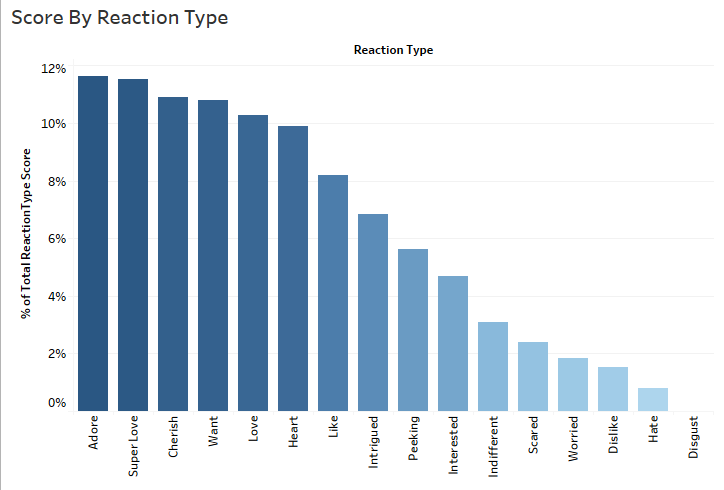 Score By Reaction Type
Reaction Type
% of Total ReactionType Score
12%
10%
8%
6%
4%
2%
0%
Adore
Super Love
Cherish
Want
Love
Heart
Like
Intrigued
Peeking
Interested
Indifferent
Scared
Worried
Dislike
Hate
Disgust